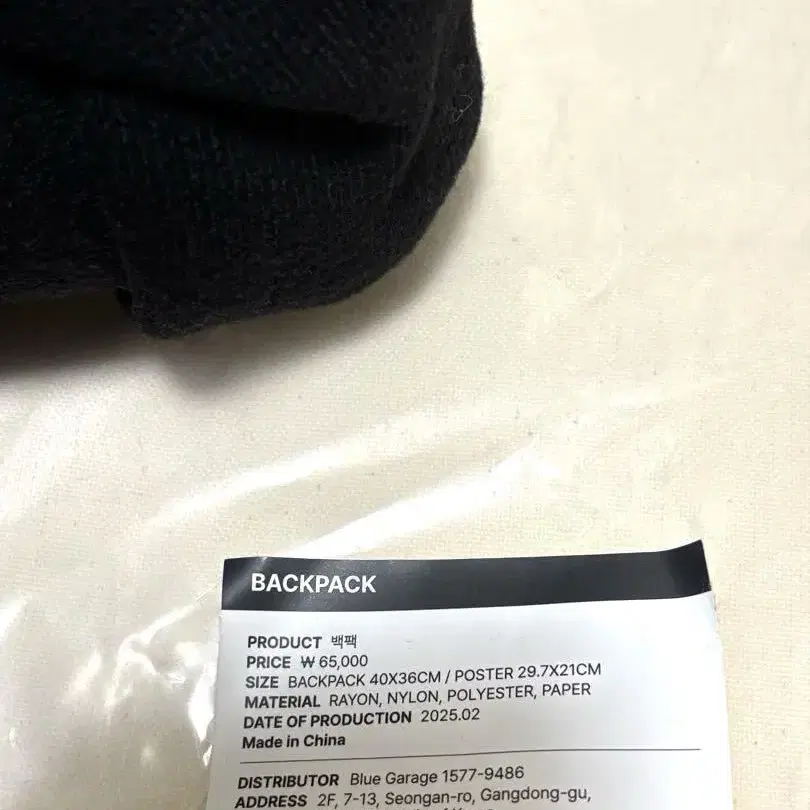 BACKPACK
PRODUCT 백팩
PRICE ₩ 65,000
SIZE BACKPACK 40X36CM / POSTER 29.7X21CM
MATERIAL RAYON, NYLON, POLYESTER, PAPER
DATE OF PRODUCTION 2025.02
Made in China
DISTRIBUTOR Blue Garage 1577-9486
ADDRESS 2F, 7-13, Seongan-ro, Gangdong-gu,